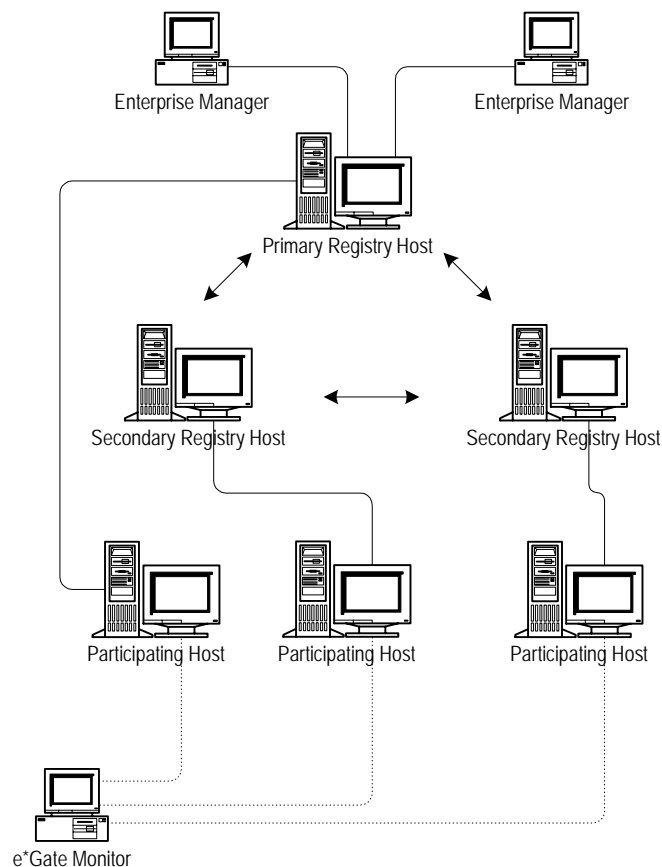 Enterprise Manager
Enterprise Manager
Primary Registry Host
Secondary Registry Host
Secondary Registry Host
Participating Host
Participating Host
Participating Host
e*Gate Monitor